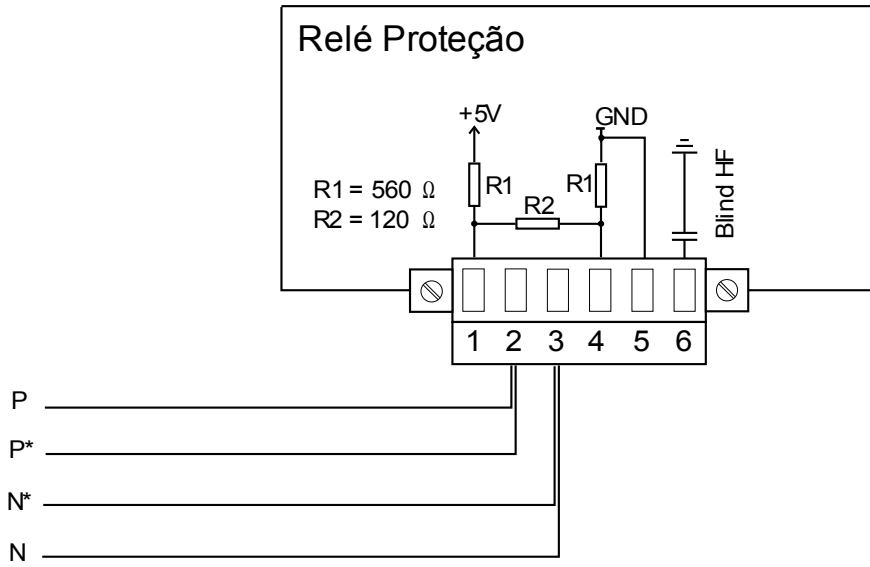 Relé Proteção
+5V
GND
R1 = 560 Ω
R2 = 120 Ω
R1
R2
R1
Blind HF
1 2 3 4 5 6
P
P*
N*
N